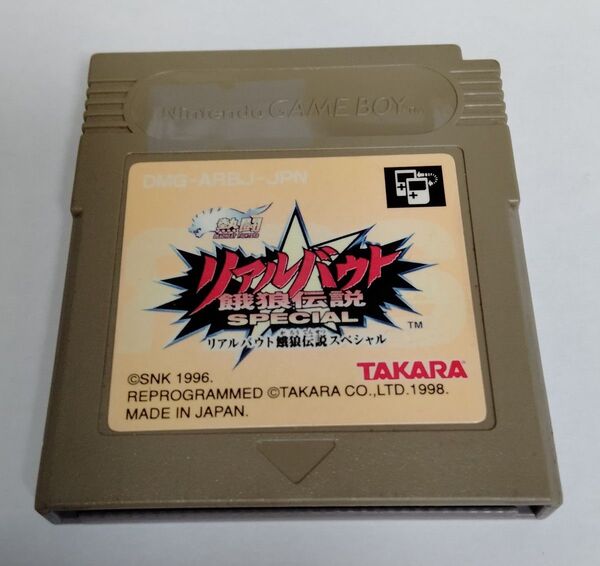 Nintendo GAME BOY TM
DMG-ARBJ-JPN
熱闘
リアルバウト
餓狼伝説
SPECIAL
リアルバウト餓狼伝説スペシャル
TM
©SNK 1996.
TAKARA
REPROGRAMMED ©TAKARA CO.,LTD.1998.
MADE IN JAPAN.